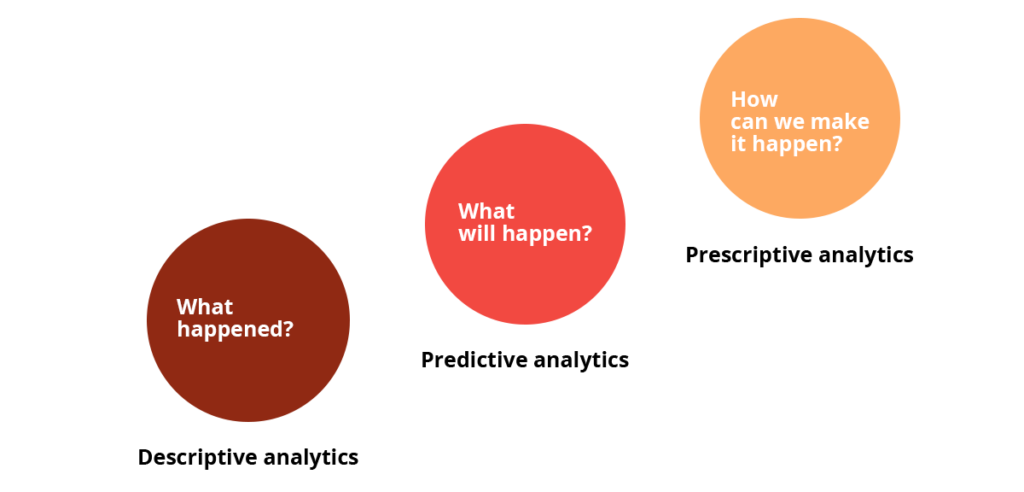 What
happened?
Descriptive analytics
What
will happen?
Predictive analytics
How
can we make
it happen?
Prescriptive analytics